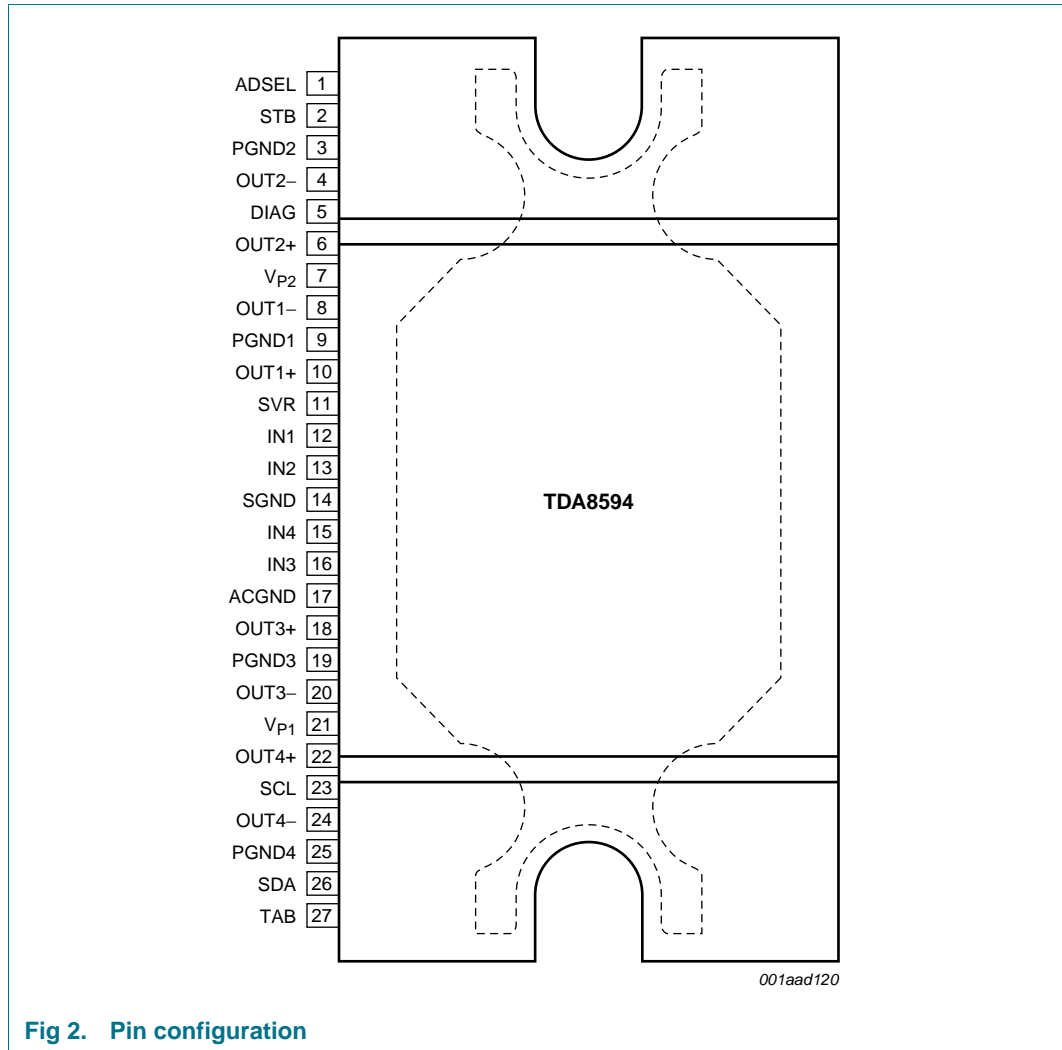 ADSEL 1
STB 2
PGND2 3
OUT2− 4
DIAG 5
OUT2+ 6
VP2 7
OUT1− 8
PGND1 9
OUT1+ 10
SVR 11
IN1 12
IN2 13
SGND 14
TDA8594
IN4 15
IN3 16
ACGND 17
OUT3+ 18
PGND3 19
OUT3− 20
VP1 21
OUT4+ 22
SCL 23
OUT4− 24
PGND4 25
SDA 26
TAB 27
001aad120
Fig 2. Pin configuration